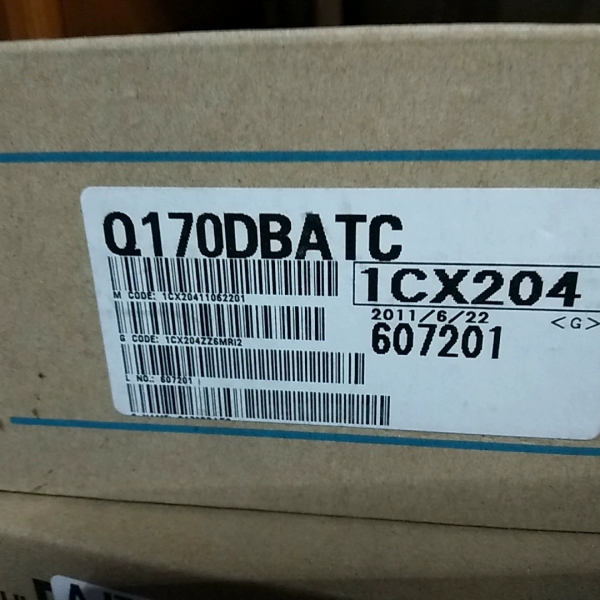 Q170DBATC
1CX204
M CODE: 1CX20411062201
2011/6/22
<G>
607201
G CODE: 1CX204ZZ6MRI2
L NO.: 607201